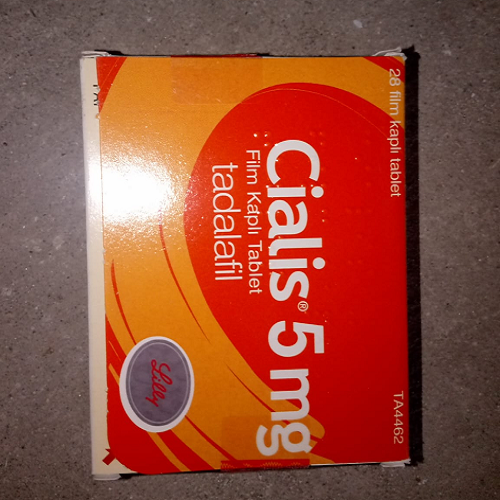 28 film kaplı tablet
TA4462
Cialis® 5 mg
Film Kaplı Tablet
tadalafil
Lilly